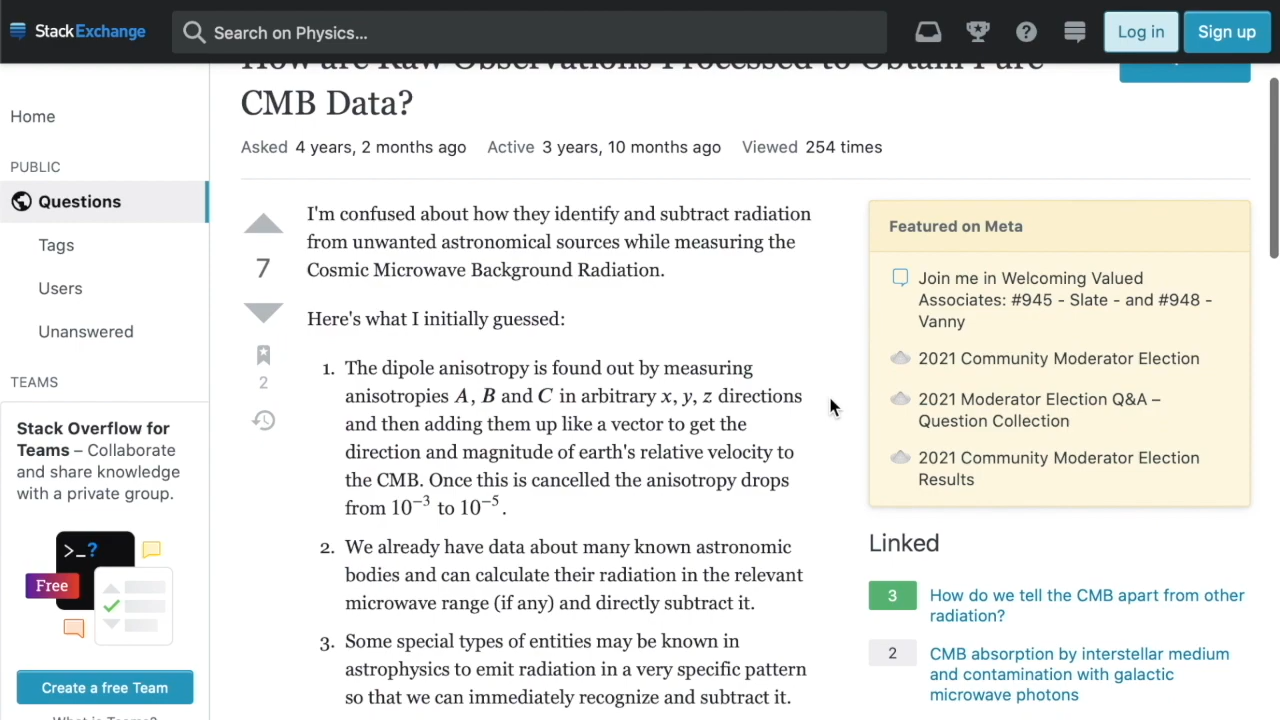 StackExchange
Search on Physics...
Log in
Sign up
How are Raw Observations Processed to Obtain Pure
CMB Data?
Asked 4 years, 2 months ago Active 3 years, 10 months ago Viewed 254 times
Home
PUBLIC
Questions
Tags
Users
Unanswered
TEAMS
Stack Overflow for
Teams – Collaborate
and share knowledge
with a private group.
>_?
Free
Create a free Team
What is Teams?
7
2
I'm confused about how they identify and subtract radiation
from unwanted astronomical sources while measuring the
Cosmic Microwave Background Radiation.
Here's what I initially guessed:
1. The dipole anisotropy is found out by measuring
anisotropies A, B and C in arbitrary x, y, z directions
and then adding them up like a vector to get the
direction and magnitude of earth's relative velocity to
the CMB. Once this is cancelled the anisotropy drops
from 10⁻³ to 10⁻⁵.
2. We already have data about many known astronomic
bodies and can calculate their radiation in the relevant
microwave range (if any) and directly subtract it.
3. Some special types of entities may be known in
astrophysics to emit radiation in a very specific pattern
so that we can immediately recognize and subtract it.
Featured on Meta
Join me in Welcoming Valued
Associates: #945 - Slate - and #948 -
Vanny
2021 Community Moderator Election
2021 Moderator Election Q&A –
Question Collection
2021 Community Moderator Election
Results
Linked
3
How do we tell the CMB apart from other
radiation?
2
CMB absorption by interstellar medium
and contamination with galactic
microwave photons